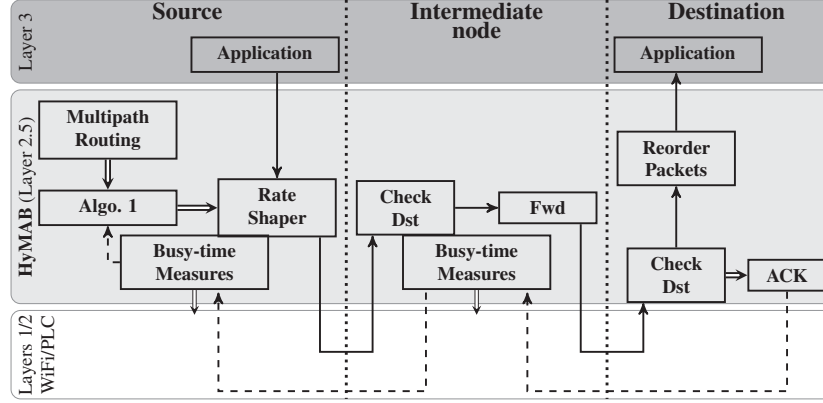 Source
Intermediate
node
Destination
Layer 3
Application
Application
HyMAB (Layer 2.5)
Multipath
Routing
Algo. 1
Rate
Shaper
Busy-time
Measures
Check
Dst
Fwd
Busy-time
Measures
Reorder
Packets
Check
Dst
ACK
Layers 1/2
WiFi/PLC